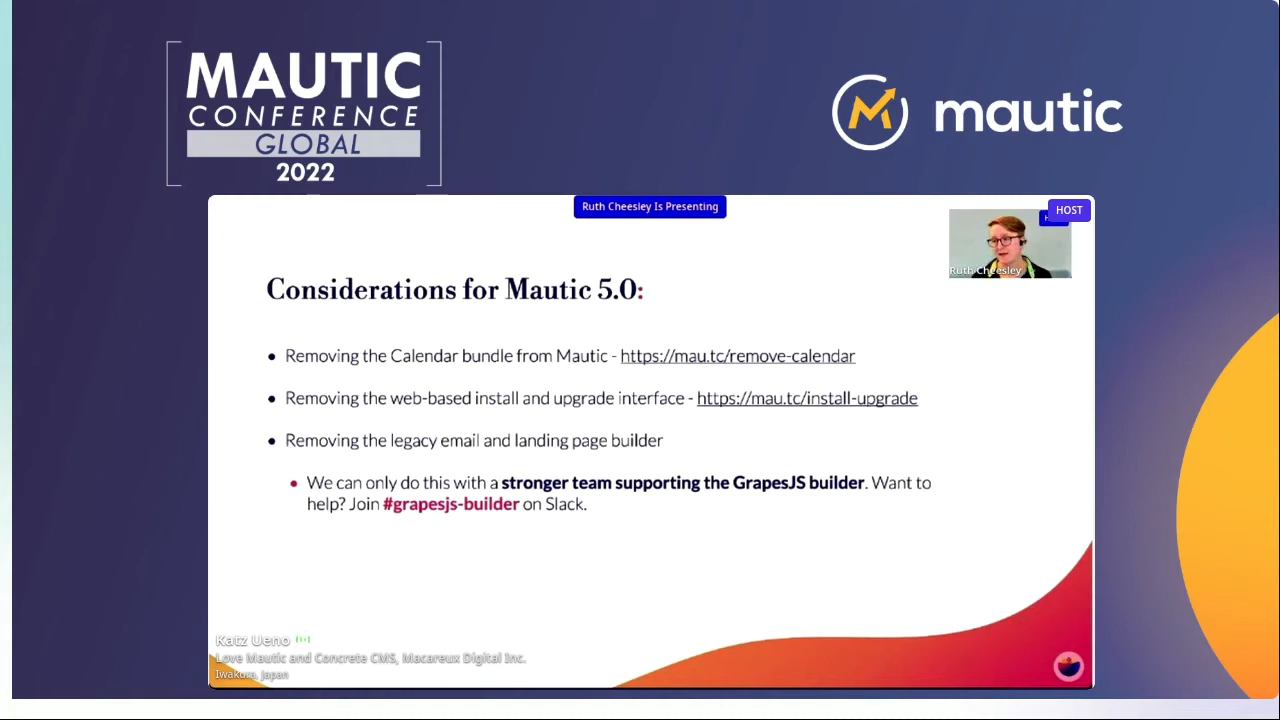 MAUTIC
CONFERENCE
GLOBAL
2022
mautic
Ruth Cheesley Is Presenting
HOST
Ruth Cheesley
Considerations for Mautic 5.0:
• Removing the Calendar bundle from Mautic - https://mau.tc/remove-calendar
• Removing the web-based install and upgrade interface - https://mau.tc/install-upgrade
• Removing the legacy email and landing page builder
• We can only do this with a stronger team supporting the GrapesJS builder. Want to
help? Join #grapesjs-builder on Slack.
Katz Ueno
Love Mautic and Concrete CMS, Macareux Digital Inc.
Iwakura, Japan